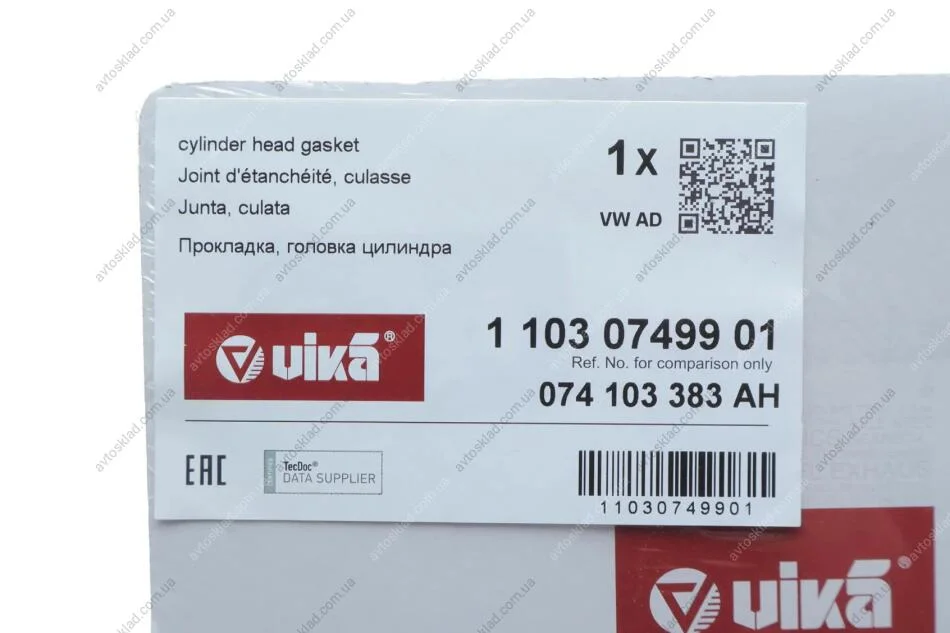 cylinder head gasket
Joint d'étanchéité, culasse
Junta, culata
Прокладка, головка цилиндра
1 x
VW AD
vikā®
1 103 07499 01
Ref. No. for comparison only
074 103 383 AH
EAC
TecDoc®
DATA SUPPLIER
11030749901
vikā®
avtosklad.com.ua